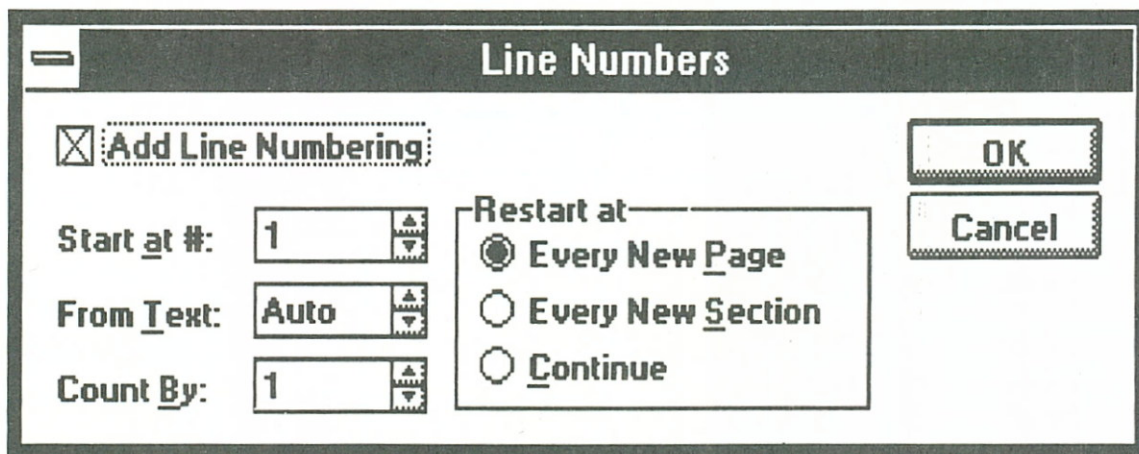 Line Numbers
Add Line Numbering
Start at #: 1
From Text: Auto
Count By: 1
Restart at
Every New Page
Every New Section
Continue
OK
Cancel